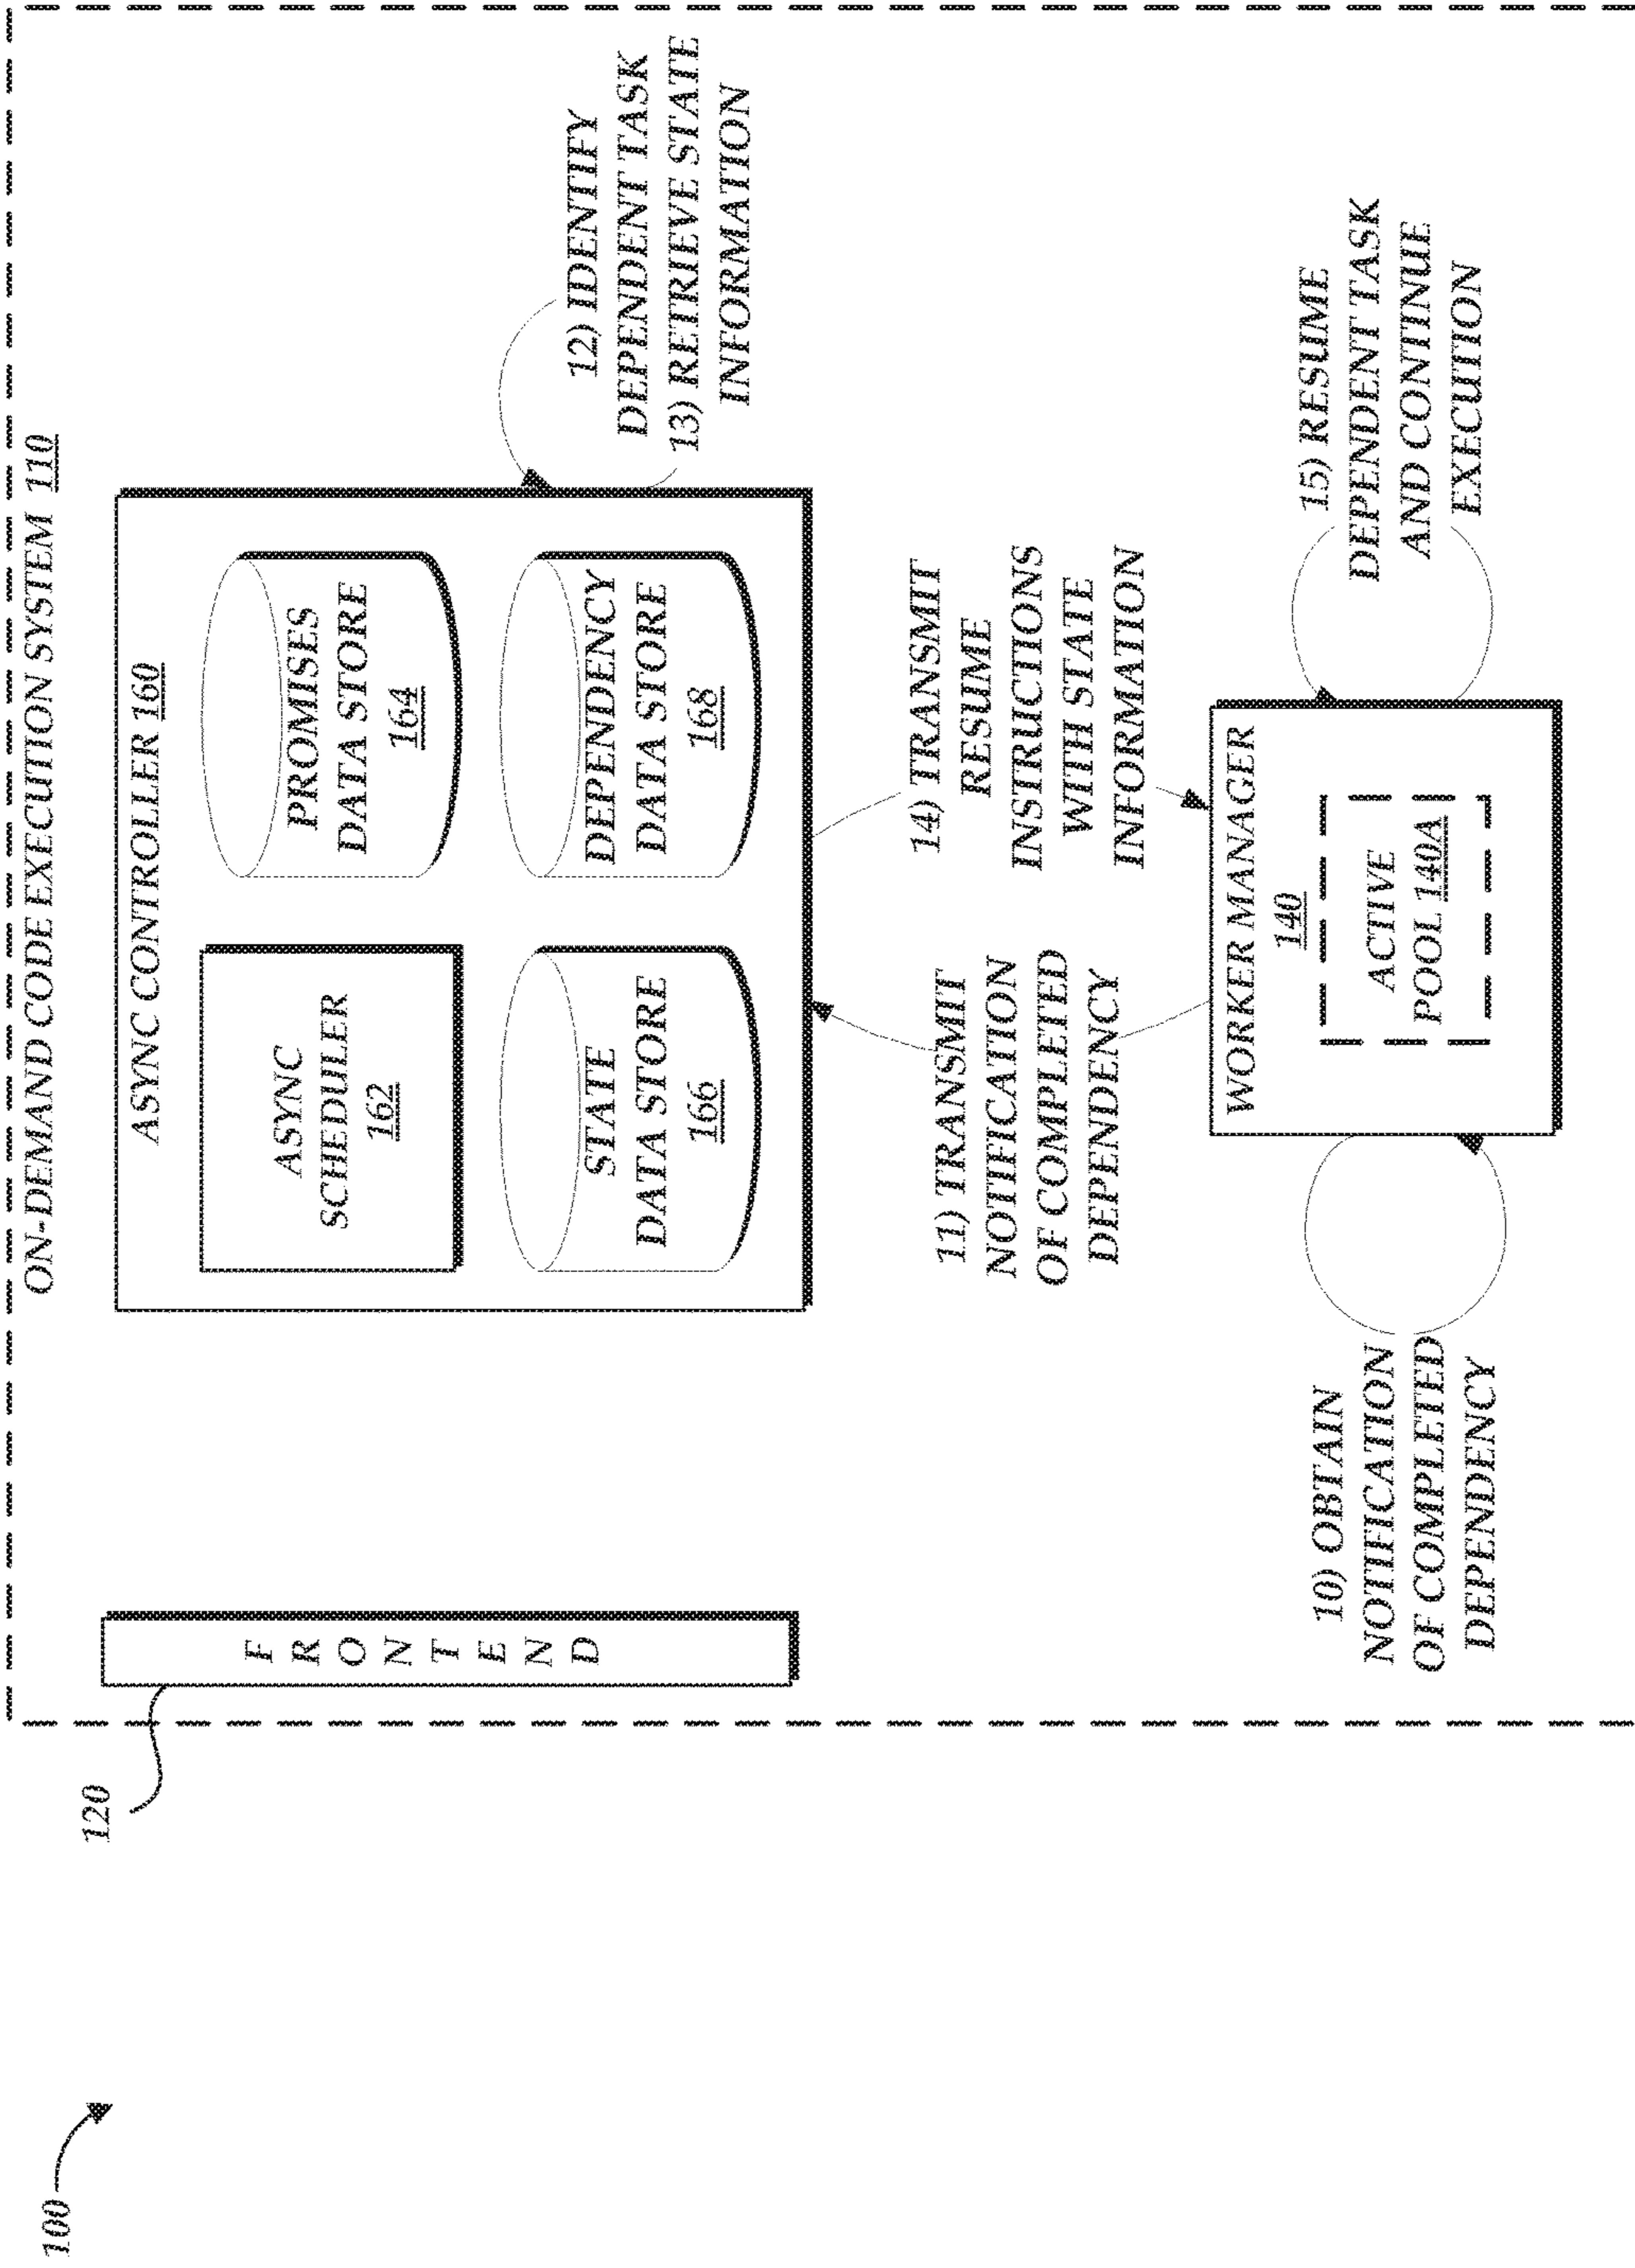 100
120
ON-DEMAND CODE EXECUTION SYSTEM 110
F
R
O
N
T
E
N
D
ASYNC CONTROLLER 160
ASYNC
SCHEDULER
162
PROMISES
DATA STORE
164
STATE
DATA STORE
166
DEPENDENCY
DATA STORE
168
12) IDENTIFY
DEPENDENT TASK
13) RETRIEVE STATE
INFORMATION
11) TRANSMIT
NOTIFICATION
OF COMPLETED
DEPENDENCY
14) TRANSMIT
RESUME
INSTRUCTIONS
WITH STATE
INFORMATION
10) OBTAIN
NOTIFICATION
OF COMPLETED
DEPENDENCY
WORKER MANAGER
140
ACTIVE
POOL 140A
15) RESUME
DEPENDENT TASK
AND CONTINUE
EXECUTION